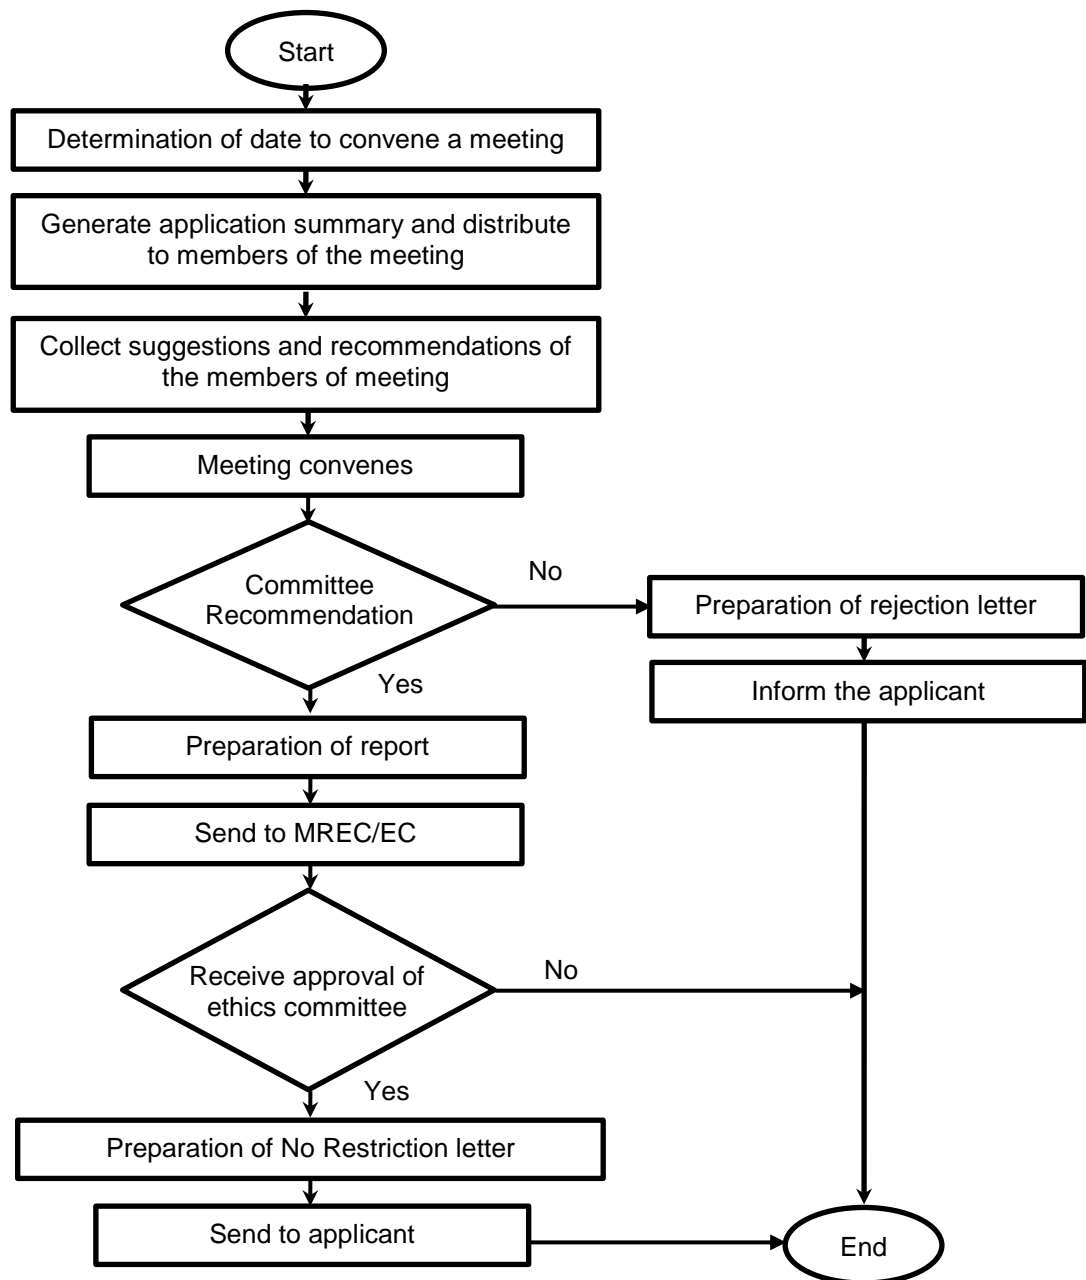 Start
Determination of date to convene a meeting
Generate application summary and distribute
to members of the meeting
Collect suggestions and recommendations of
the members of meeting
Meeting convenes
Committee
Recommendation
No
Preparation of rejection letter
Inform the applicant
Yes
Preparation of report
Send to MREC/EC
Receive approval of
ethics committee
No
Yes
Preparation of No Restriction letter
Send to applicant
End